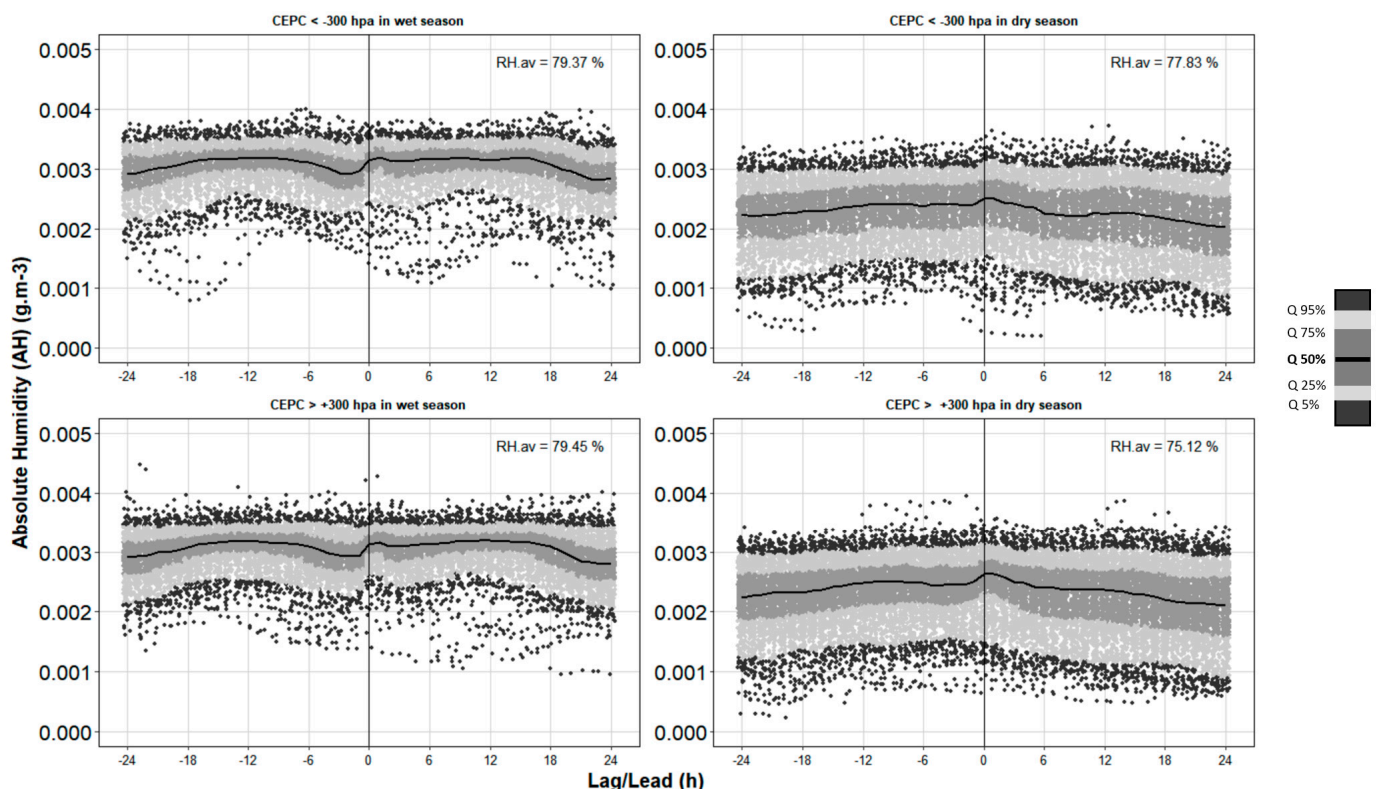 CEPC < -300 hpa in wet season
CEPC < -300 hpa in dry season
RH.av = 79.37 %
RH.av = 77.83 %
0.005
0.004
0.003
0.002
0.001
0.000
-24 -18 -12 -6 0 6 12 18 24
0.005
0.004
0.003
0.002
0.001
0.000
-24 -18 -12 -6 0 6 12 18 24
CEPC > +300 hpa in wet season
CEPC > +300 hpa in dry season
RH.av = 79.45 %
RH.av = 75.12 %
0.005
0.004
0.003
0.002
0.001
0.000
-24 -18 -12 -6 0 6 12 18 24
0.005
0.004
0.003
0.002
0.001
0.000
-24 -18 -12 -6 0 6 12 18 24
Absolute Humidity (AH) (g.m-3)
Lag/Lead (h)
Q 95%
Q 75%
Q 50%
Q 25%
Q 5%